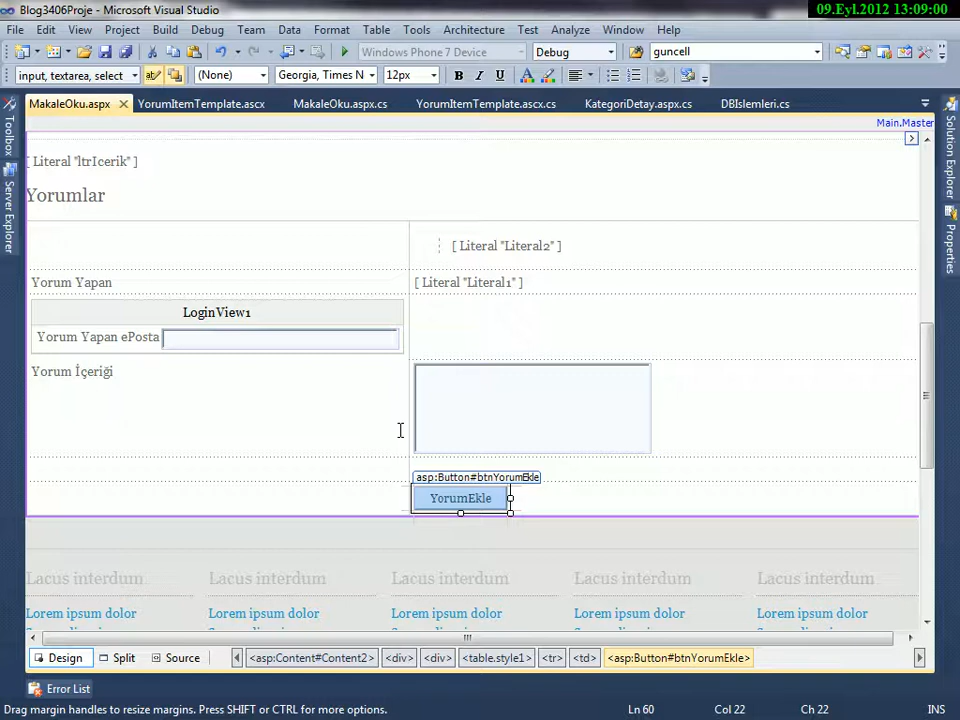 Blog3406Proje - Microsoft Visual Studio
09.Eyl.2012 13:09:00
File Edit View Project Build Debug Team Data Format Table Tools Architecture Test Analyze Window Help
Windows Phone 7 Device Debug guncell
input, textarea, select (None) Georgia, Times N 12px B I U A
MakaleOku.aspx YorumItemTemplate.ascx MakaleOku.aspx.cs YorumItemTemplate.ascx.cs KategoriDetay.aspx.cs DBIslemleri.cs
Main.Master
Toolbox
Server Explorer
Solution Explorer
Properties
[ Literal "ltrIcerik" ]
Yorumlar
[ Literal "Literal2" ]
Yorum Yapan [ Literal "Literal1" ]
LoginView1
Yorum Yapan ePosta
Yorum İçeriği
asp:Button#btnYorumEkle
YorumEkle
Lacus interdum Lacus interdum Lacus interdum Lacus interdum Lacus interdum
Lorem ipsum dolor Lorem ipsum dolor Lorem ipsum dolor Lorem ipsum dolor Lorem ipsum dolor
Design Split Source <asp:Content#Content2> <div> <div> <table.style1> <tr> <td> <asp:Button#btnYorumEkle>
Error List
Drag margin handles to resize margins. Press SHIFT or CTRL for more options. Ln 60 Col 22 Ch 22 INS